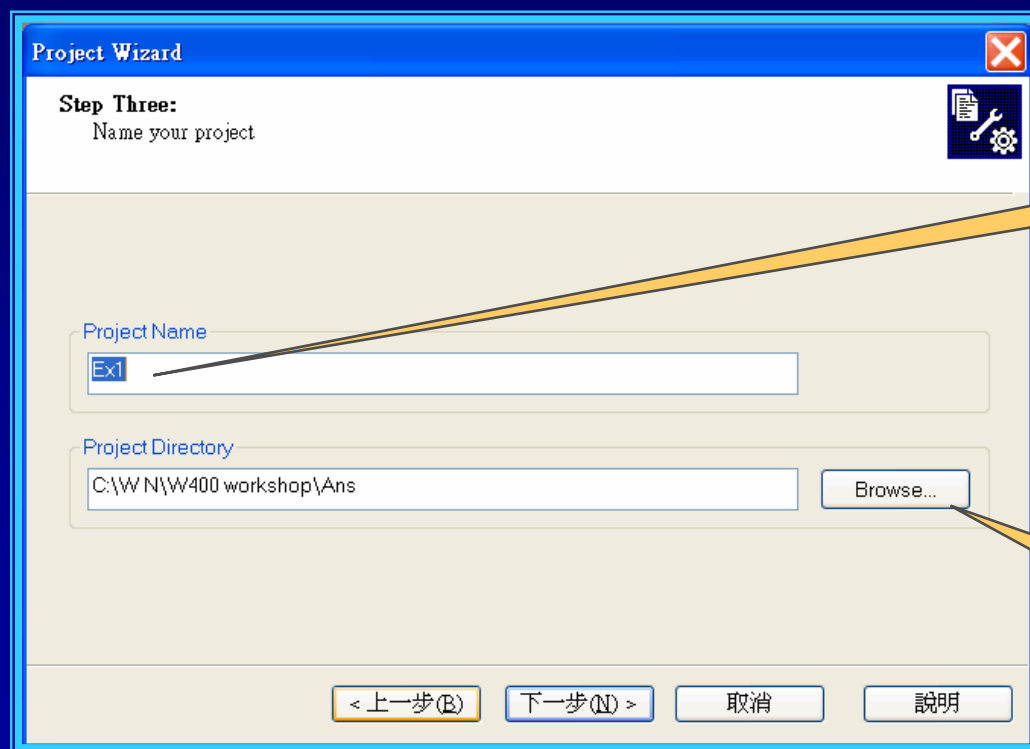 Project Wizard
Step Three:
Name your project
Project Name
Ex1
Project Directory
C:\W N\W400 workshop\Ans
Browse...
< 上一步(B)
下一步(N) >
取消
說明